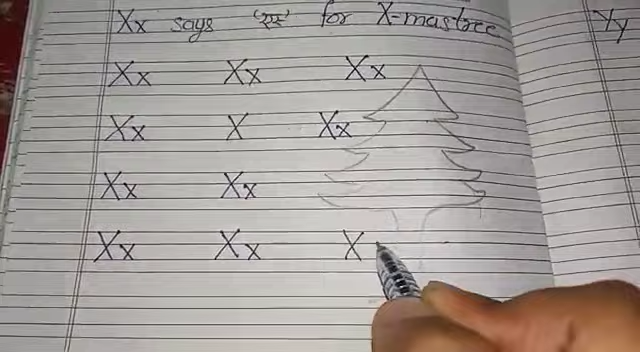 Xx says 'एक्स' for X-mastree
Xx Xx Xx
Xx X Xx
Xx Xx
Xx Xx X
Yy